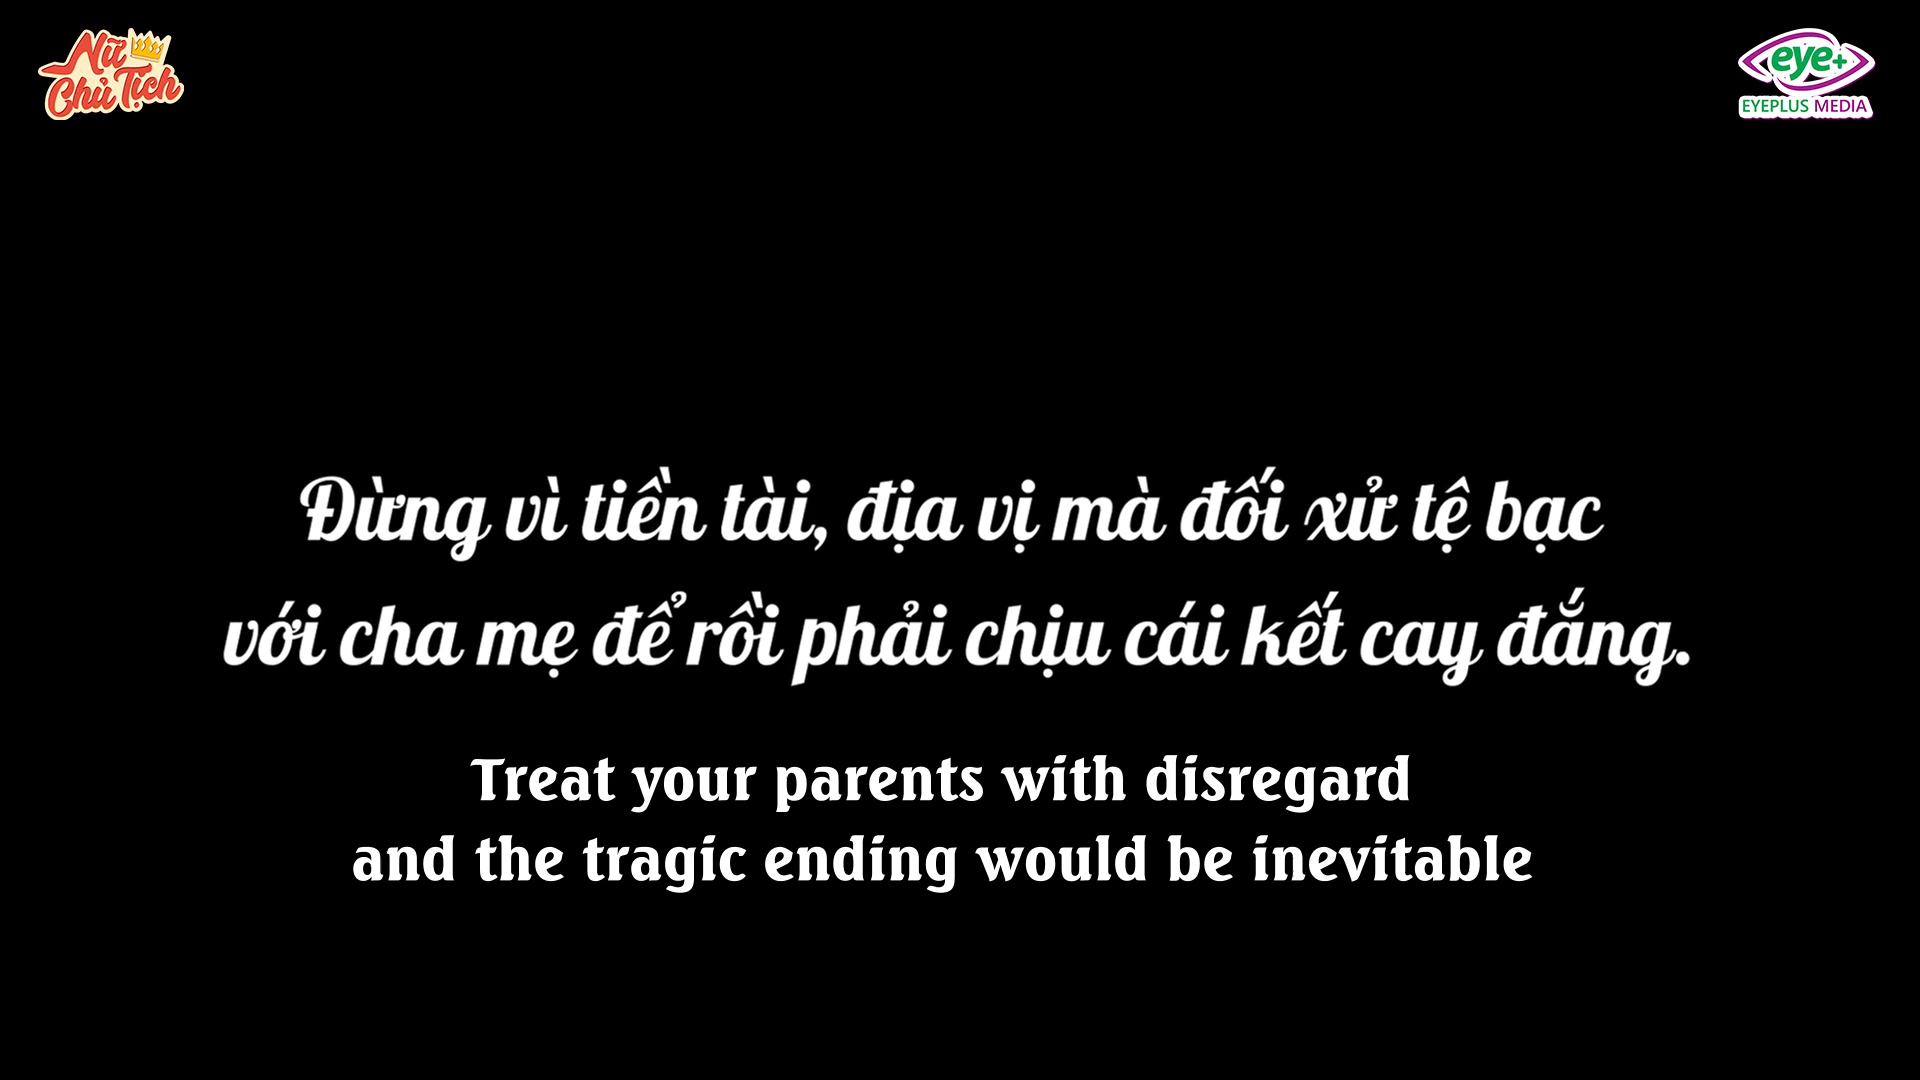 Nữ
Chủ Tịch
eye+
EYEPLUS MEDIA
Đừng vì tiền tài, địa vị mà đối xử tệ bạc
với cha mẹ để rồi phải chịu cái kết cay đắng.
Treat your parents with disregard
and the tragic ending would be inevitable